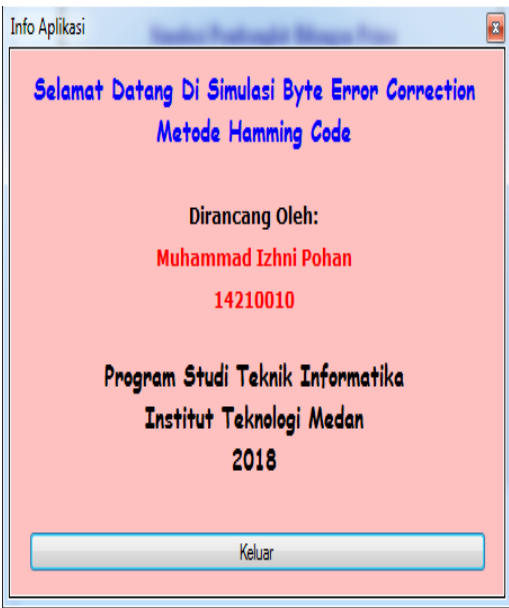 Info Aplikasi
Selamat Datang Di Simulasi Byte Error Correction
Metode Hamming Code
Dirancang Oleh:
Muhammad Izhni Pohan
14210010
Program Studi Teknik Informatika
Institut Teknologi Medan
2018
Keluar